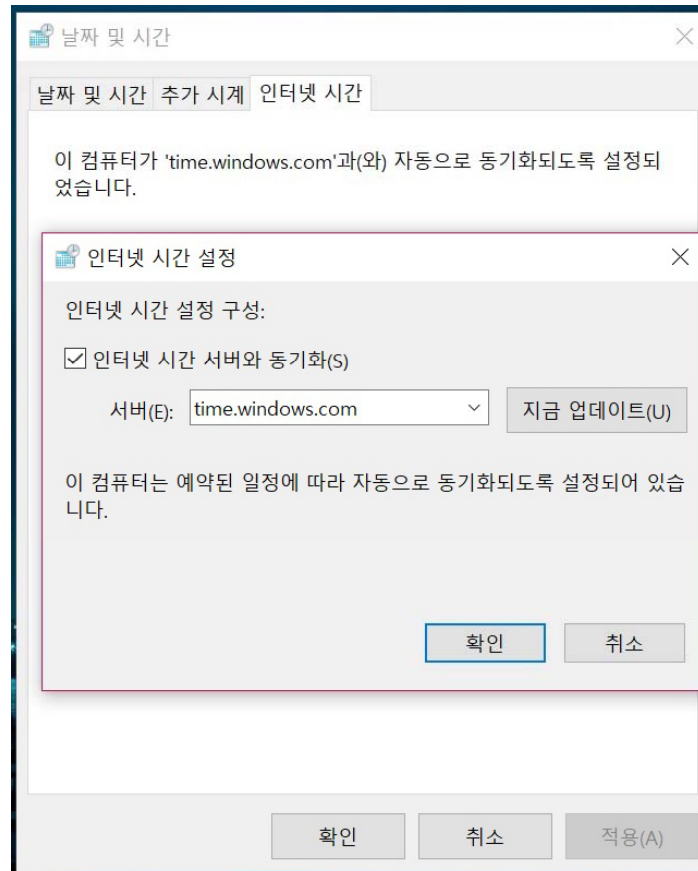 날짜 및 시간
날짜 및 시간 추가 시계 인터넷 시간
이 컴퓨터가 'time.windows.com'과(와) 자동으로 동기화되도록 설정되
었습니다.
인터넷 시간 설정
인터넷 시간 설정 구성:
인터넷 시간 서버와 동기화(S)
서버(E): time.windows.com 지금 업데이트(U)
이 컴퓨터는 예약된 일정에 따라 자동으로 동기화되도록 설정되어 있습
니다.
확인 취소
확인 취소 적용(A)